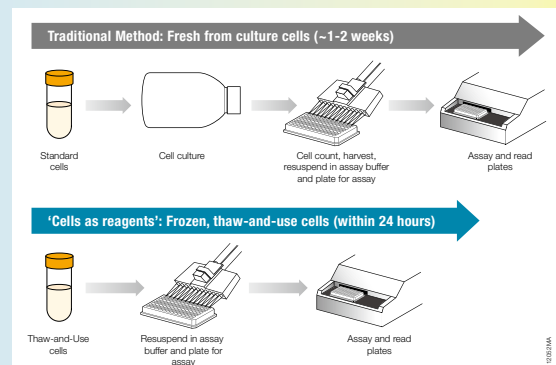 Traditional Method: Fresh from culture cells (~1-2 weeks)
Standard
cells
Cell culture
Cell count, harvest,
resuspend in assay buffer
and plate for assay
Assay and read
plates
‘Cells as reagents’: Frozen, thaw-and-use cells (within 24 hours)
Thaw-and-Use
cells
Resuspend in assay
buffer and plate for
assay
Assay and read
plates
12052MA